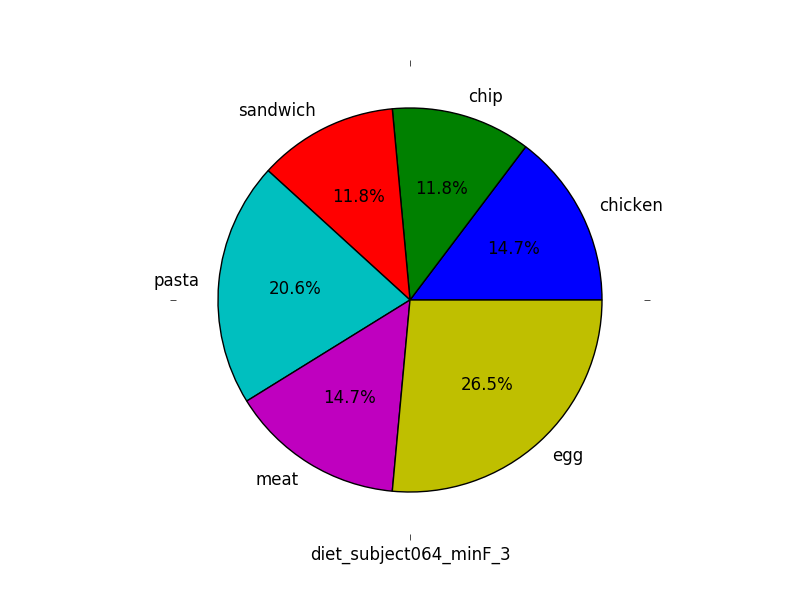 chip
sandwich
11.8%
11.8%
chicken
14.7%
pasta
20.6%
26.5%
14.7%
egg
meat
diet_subject064_minF_3